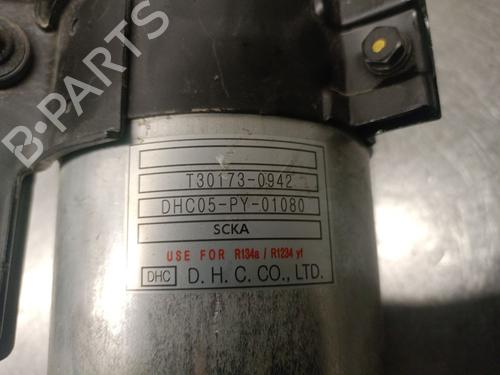 B-PARTS
T30173-0942
DHC05-PY-01080
SCKA
USE FOR R134a / R1234 yf
DHC D. H. C. CO., LTD.